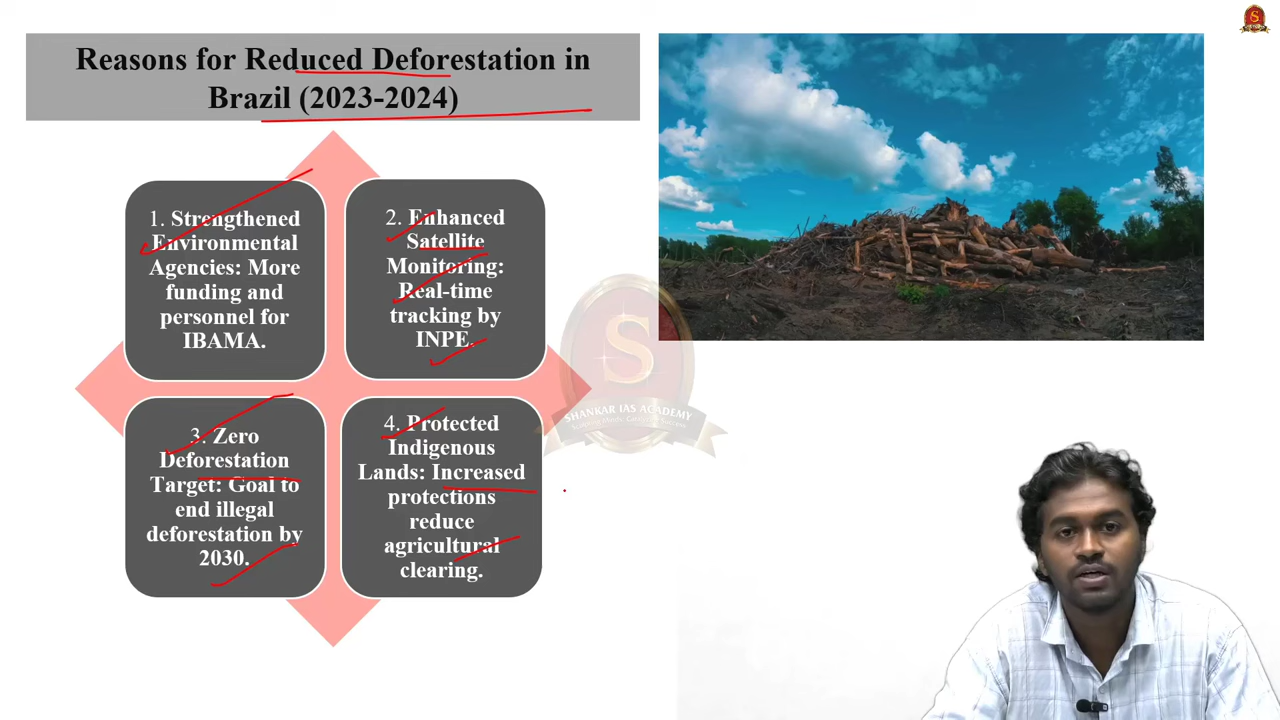 Reasons for Reduced Deforestation in
Brazil (2023-2024)
1. Strengthened
Environmental
Agencies: More
funding and
personnel for
IBAMA.
2. Enhanced
Satellite
Monitoring:
Real-time
tracking by
INPE.
3. Zero
Deforestation
Target: Goal to
end illegal
deforestation by
2030.
4. Protected
Indigenous
Lands: Increased
protections
reduce
agricultural
clearing.
S
SHANKAR IAS ACADEMY
S